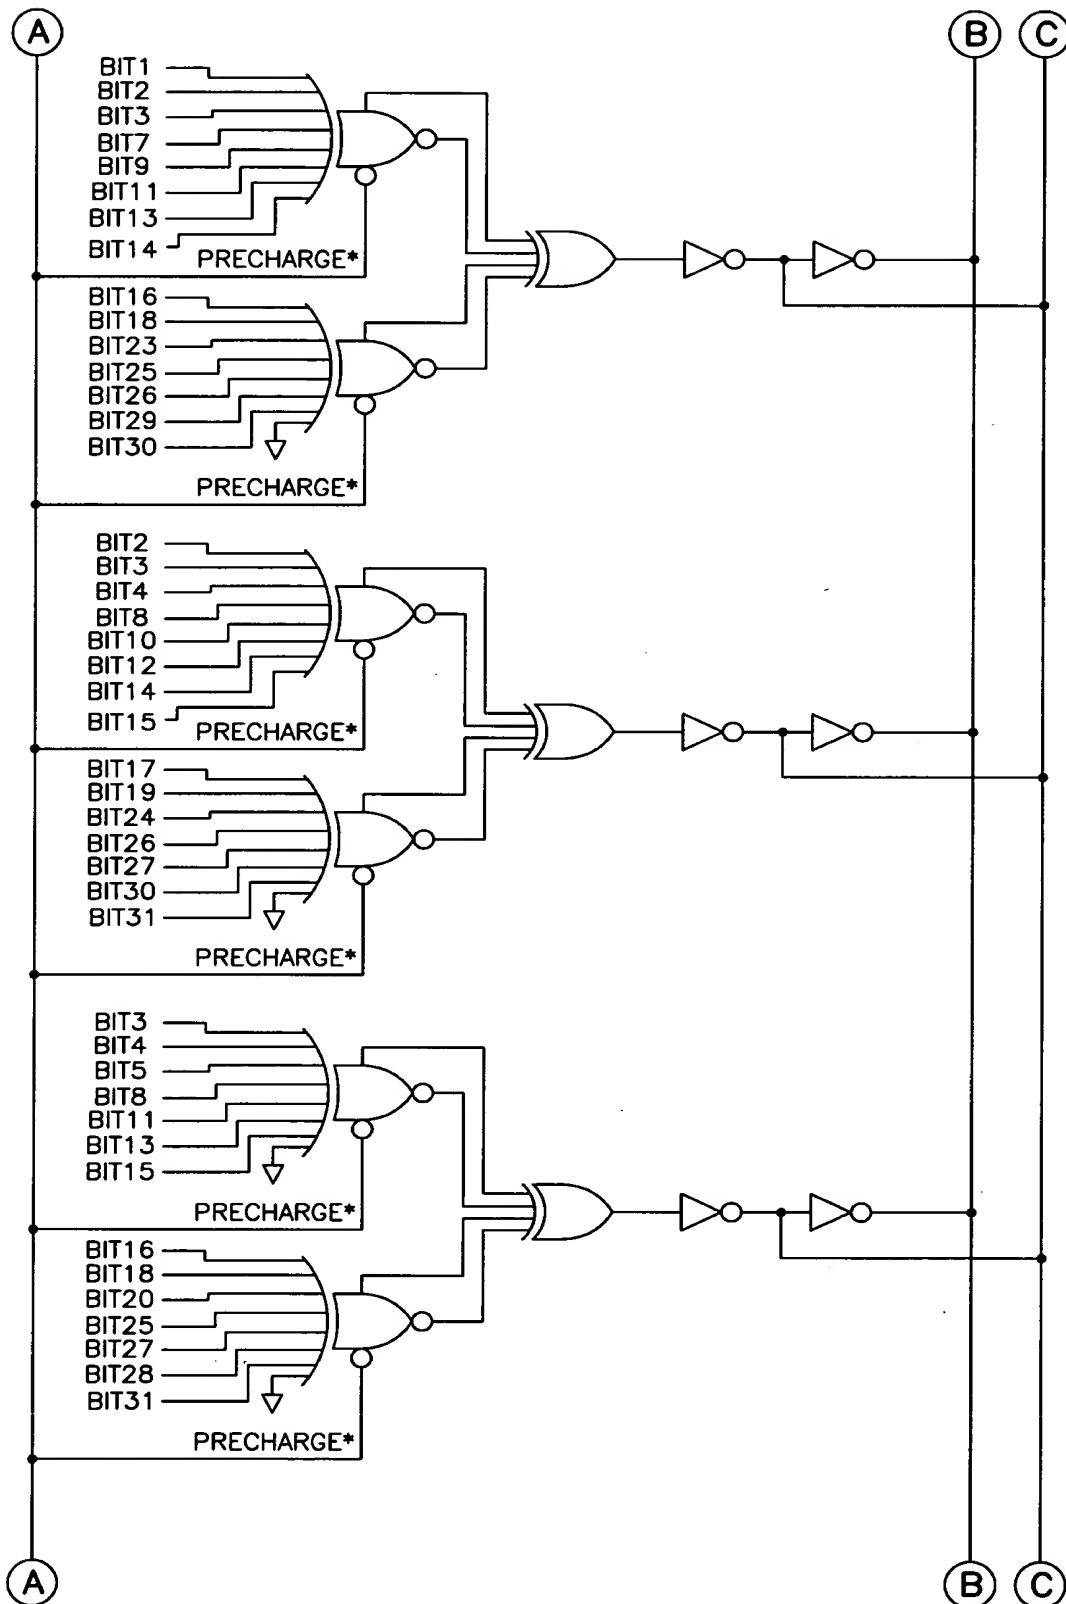 A B C
BIT1
BIT2
BIT3
BIT7
BIT9
BIT11
BIT13
BIT14
PRECHARGE*
BIT16
BIT18
BIT23
BIT25
BIT26
BIT29
BIT30
PRECHARGE*
BIT2
BIT3
BIT4
BIT8
BIT10
BIT12
BIT14
BIT15
PRECHARGE*
BIT17
BIT19
BIT24
BIT26
BIT27
BIT30
BIT31
PRECHARGE*
BIT3
BIT4
BIT5
BIT8
BIT11
BIT13
BIT15
PRECHARGE*
BIT16
BIT18
BIT20
BIT25
BIT27
BIT28
BIT31
PRECHARGE*
A B C